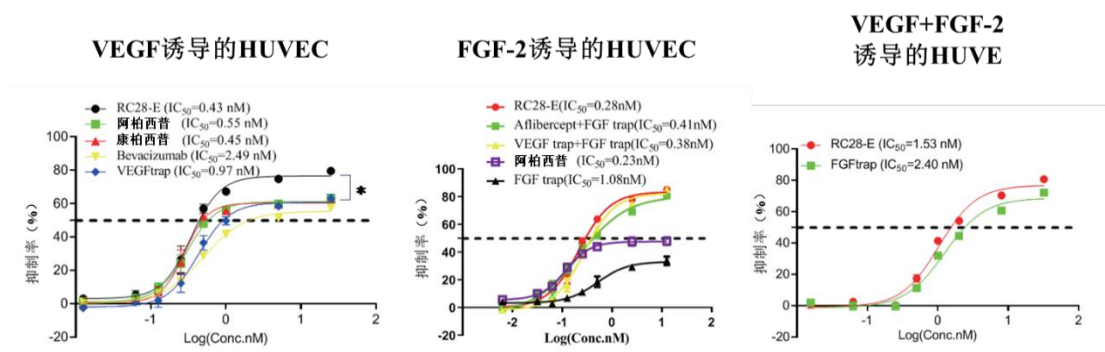 VEGF诱导的HUVEC
RC28-E (IC50=0.43 nM)
阿柏西普 (IC50=0.55 nM)
康柏西普 (IC50=0.45 nM)
Bevacizumab (IC50=2.49 nM)
VEGFtrap (IC50=0.97 nM)
*
抑制率（%）
100
80
60
40
20
0
-20
-1
0
1
2
Log(Conc.nM)
FGF-2诱导的HUVEC
RC28-E(IC50=0.28nM)
Aflibercept+FGF trap(IC50=0.41nM)
VEGF trap+FGF trap(IC50=0.38nM)
阿柏西普 (IC50=0.23nM)
FGF trap(IC50=1.08nM)
抑制率（%）
100
80
60
40
20
0
-20
-2
-1
0
1
2
Log(Conc.nM)
VEGF+FGF-2
诱导的HUVE
RC28-E (IC50=1.53 nM)
FGFtrap (IC50=2.40 nM)
抑制率（%）
100
80
60
40
20
0
-20
-1
0
1
2
Log(Conc.nM)